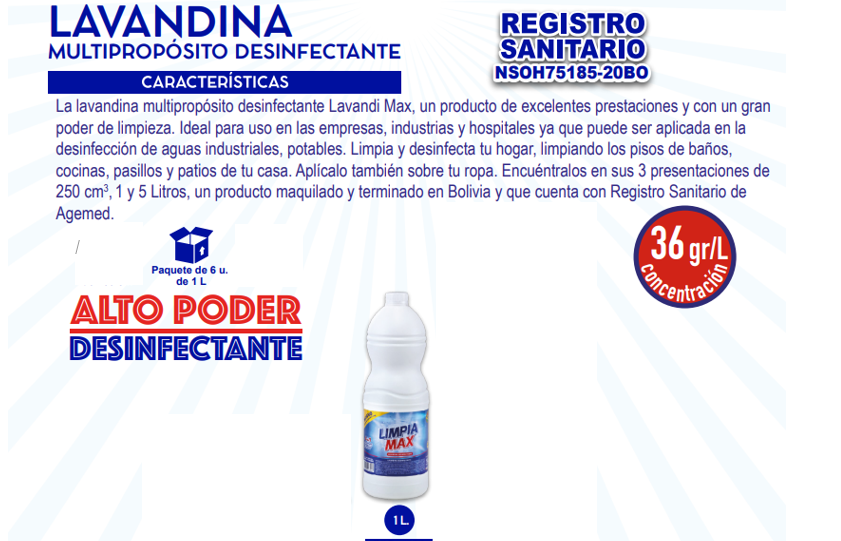 LAVANDINA
MULTIPROPÓSITO DESINFECTANTE
REGISTRO
SANITARIO
NSOH75185-20BO
CARACTERÍSTICAS
La lavandina multipropósito desinfectante Lavandi Max, un producto de excelentes prestaciones y con un gran
poder de limpieza. Ideal para uso en las empresas, industrias y hospitales ya que puede ser aplicada en la
desinfección de aguas industriales, potables. Limpia y desinfecta tu hogar, limpiando los pisos de baños,
cocinas, pasillos y patios de tu casa. Aplícalo también sobre tu ropa. Encuéntralos en sus 3 presentaciones de
250 cm³, 1 y 5 Litros, un producto maquilado y terminado en Bolivia y que cuenta con Registro Sanitario de
Agemed.
/
Paquete de 6 u.
de 1 L
36 gr/L
concentración
ALTO PODER
DESINFECTANTE
LIMPIA
MAX
1 L